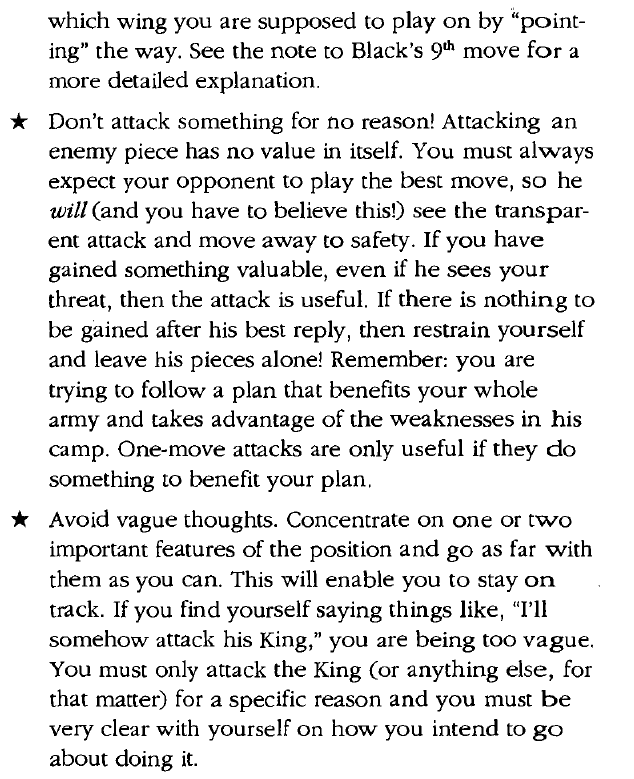 which wing you are supposed to play on by “point-
ing” the way. See the note to Black’s 9th move for a
more detailed explanation.
★ Don’t attack something for no reason! Attacking an
enemy piece has no value in itself. You must always
expect your opponent to play the best move, so he
will (and you have to believe this!) see the transpar-
ent attack and move away to safety. If you have
gained something valuable, even if he sees your
threat, then the attack is useful. If there is nothing to
be gained after his best reply, then restrain yourself
and leave his pieces alone! Remember: you are
trying to follow a plan that benefits your whole
army and takes advantage of the weaknesses in his
camp. One-move attacks are only useful if they do
something to benefit your plan.
★ Avoid vague thoughts. Concentrate on one or two
important features of the position and go as far with
them as you can. This will enable you to stay on
track. If you find yourself saying things like, “I’ll
somehow attack his King,” you are being too vague.
You must only attack the King (or anything else, for
that matter) for a specific reason and you must be
very clear with yourself on how you intend to go
about doing it.